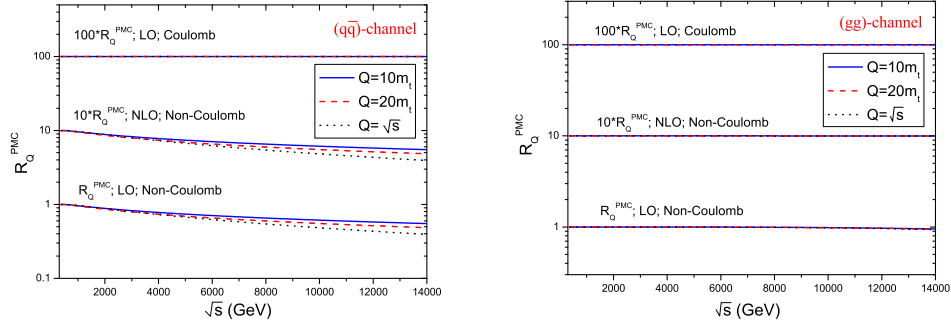 (qq̅)-channel
100*R_Q^PMC; LO; Coulomb
100
Q=10m_t
Q=20m_t
Q=√s
10*R_Q^PMC; NLO; Non-Coulomb
10
R_Q^PMC
R_Q^PMC; LO; Non-Coulomb
1
0.1
2000 4000 6000 8000 10000 12000 14000
√s (GeV)
(gg)-channel
100*R_Q^PMC; LO; Coulomb
100
Q=10m_t
Q=20m_t
Q=√s
10*R_Q^PMC; NLO; Non-Coulomb
10
R_Q^PMC
R_Q^PMC; LO; Non-Coulomb
1
2000 4000 6000 8000 10000 12000 14000
√s (GeV)